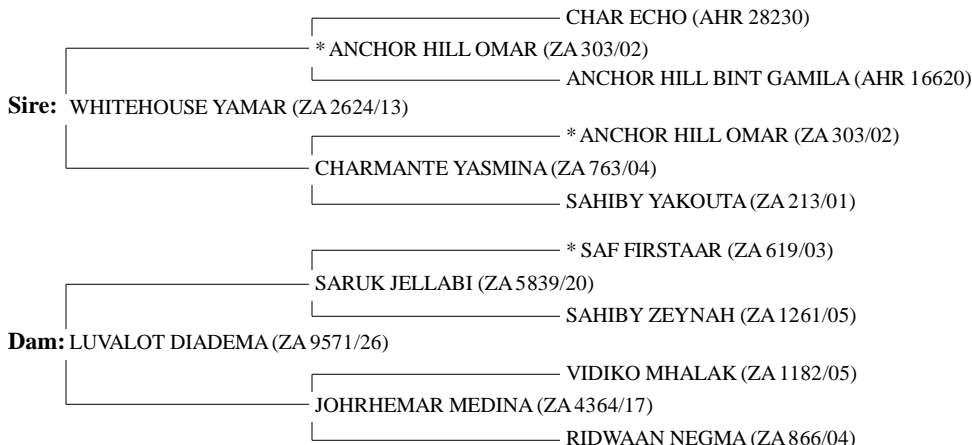 CHAR ECHO (AHR 28230)
* ANCHOR HILL OMAR (ZA 303/02)
ANCHOR HILL BINT GAMILA (AHR 16620)
Sire: WHITEHOUSE YAMAR (ZA 2624/13)
* ANCHOR HILL OMAR (ZA 303/02)
CHARMANTE YASMINA (ZA 763/04)
SAHIBY YAKOUTA (ZA 213/01)
* SAF FIRSTAAR (ZA 619/03)
SARUK JELLABI (ZA 5839/20)
SAHIBY ZEYNAH (ZA 1261/05)
Dam: LUVALOT DIADEMA (ZA 9571/26)
VIDIKO MHALAK (ZA 1182/05)
JOHRHEMAR MEDINA (ZA 4364/17)
RIDWAAN NEGMA (ZA 866/04)